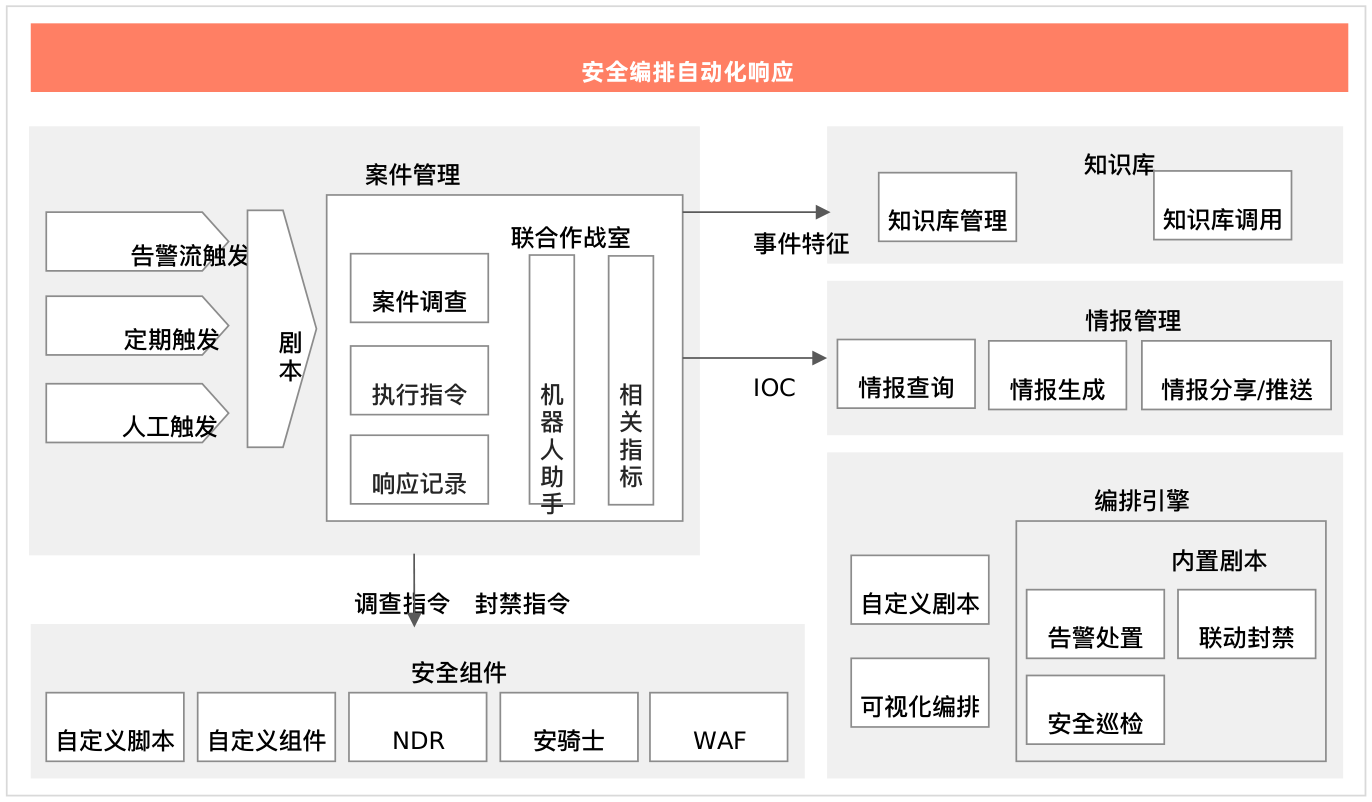 安全编排自动化响应
案件管理
告警流触发
定期触发
人工触发
剧
本
联合作战室
案件调查
执行指令
响应记录
机
器
人
助
手
相
关
指
标
事件特征
IOC
知识库
知识库管理
知识库调用
情报管理
情报查询
情报生成
情报分享/推送
编排引擎
自定义剧本
可视化编排
内置剧本
告警处置
联动封禁
安全巡检
调查指令 封禁指令
安全组件
自定义脚本
自定义组件
NDR
安骑士
WAF